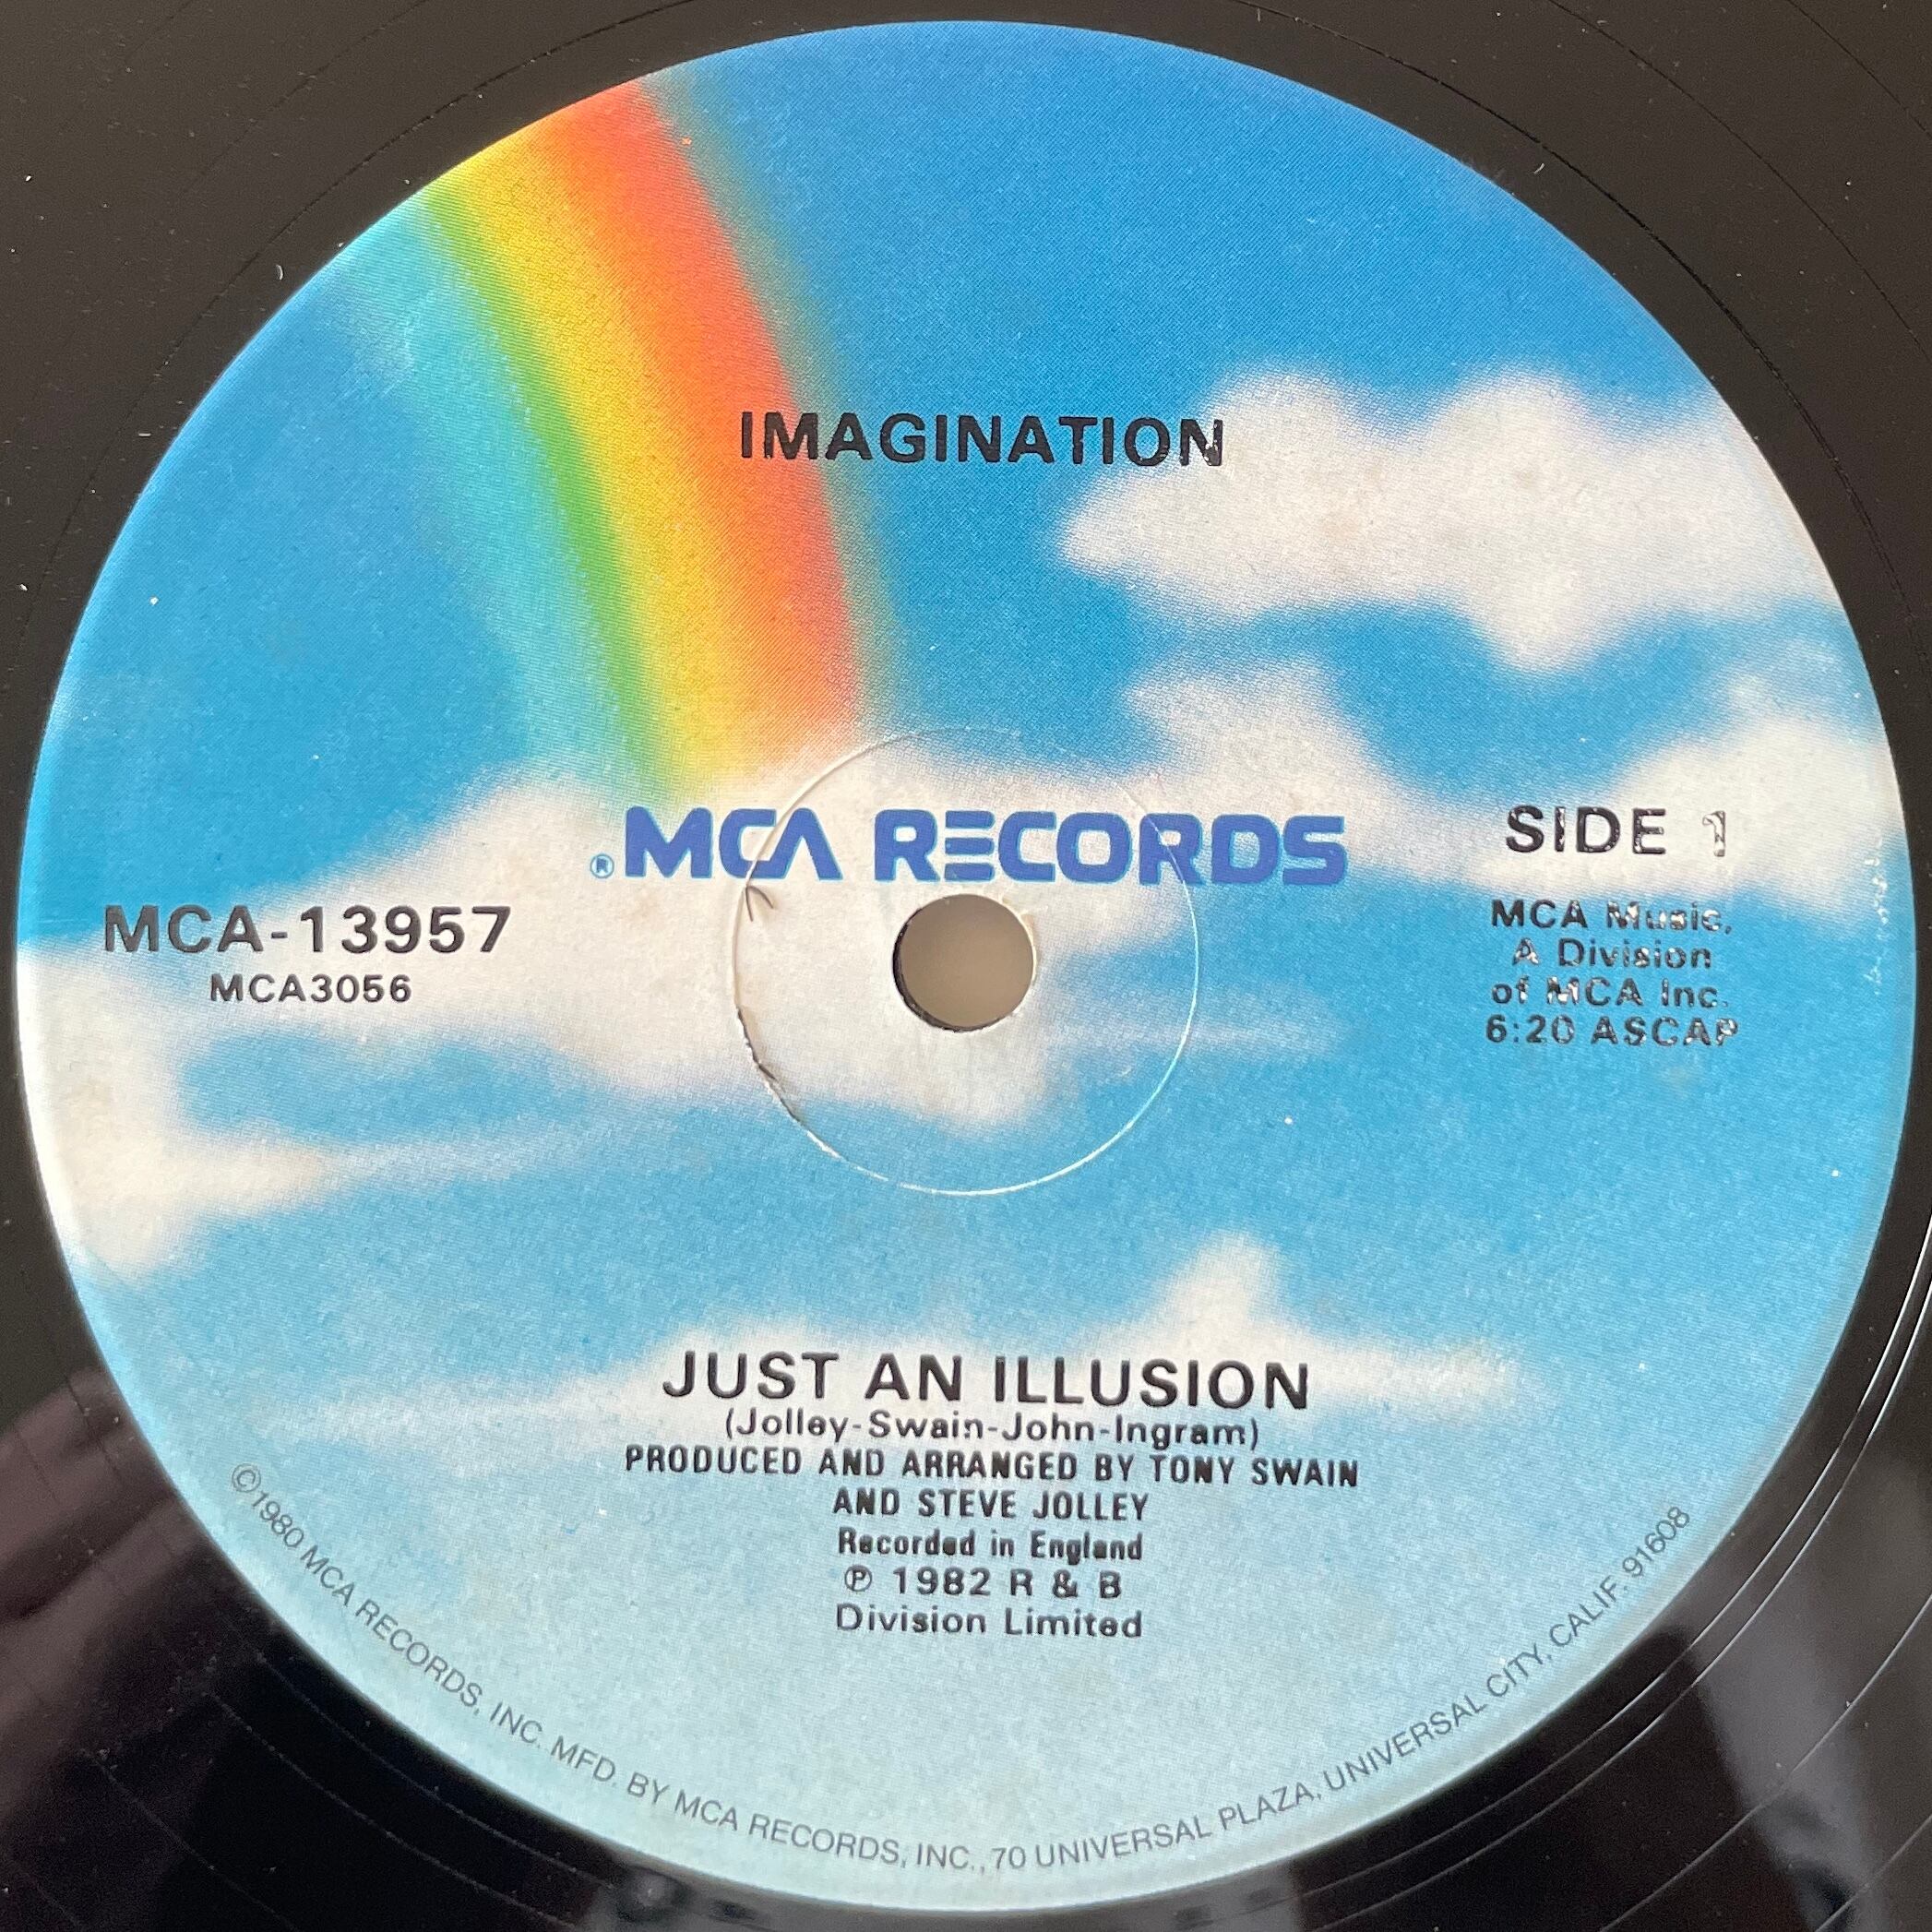 IMAGINATION
®MCA RECORDS
SIDE 1
MCA-13957
MCA3056
MCA Music,
A Division
of MCA Inc.
6:20 ASCAP
JUST AN ILLUSION
(Jolley-Swain-John-Ingram)
PRODUCED AND ARRANGED BY TONY SWAIN
AND STEVE JOLLEY
Recorded in England
℗ 1982 R & B
Division Limited
©1980 MCA RECORDS, INC. MFD. BY MCA RECORDS, INC., 70 UNIVERSAL PLAZA, UNIVERSAL CITY, CALIF. 91608